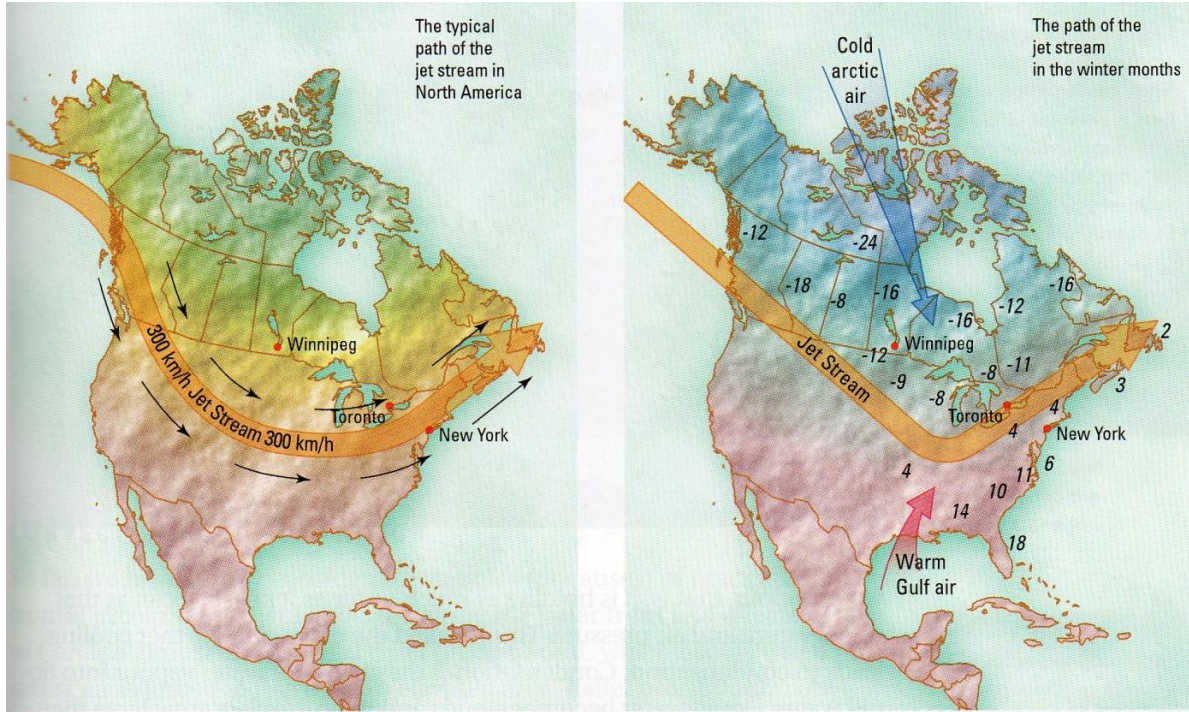 The typical
path of the
jet stream in
North America
Winnipeg
300 km/h Jet Stream 300 km/h
Toronto
New York
The path of the
jet stream
in the winter months
Cold
arctic
air
-12
-24
-18
-8
-16
-16
-12
-16
Winnipeg
-12
-9
-8
-8
-11
2
3
Jet Stream
Toronto
4
4
New York
4
6
11
10
14
18
Warm
Gulf air